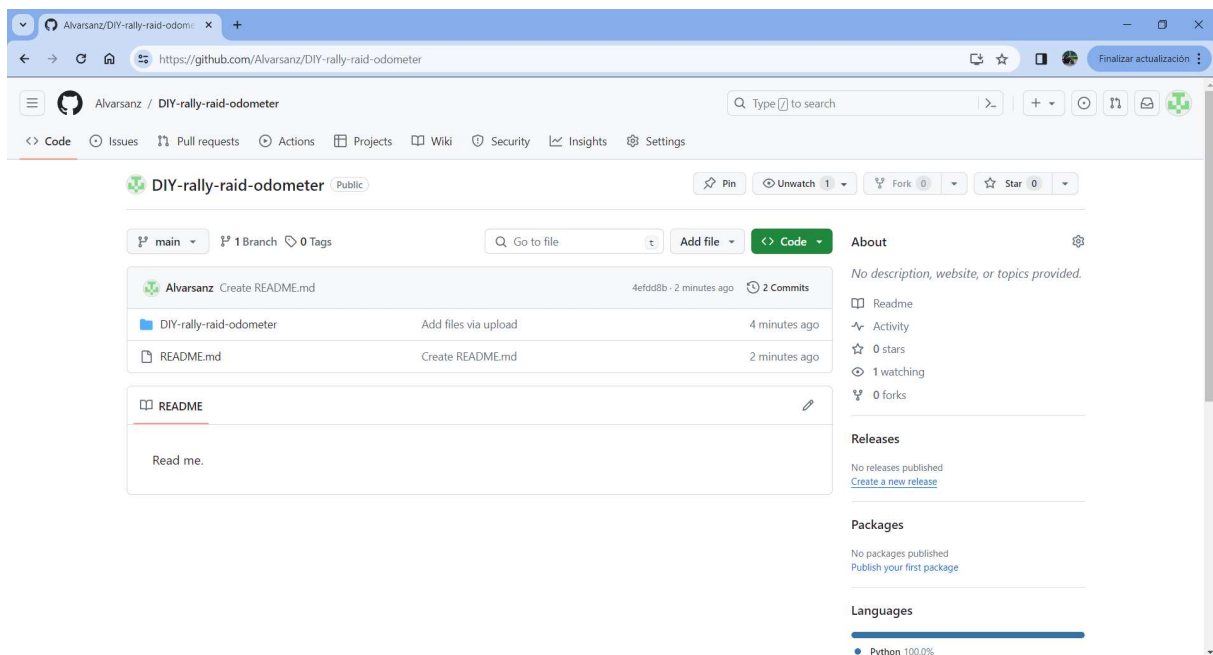 Alvarsanz/DIY-rally-raid-odome
https://github.com/Alvarsanz/DIY-rally-raid-odometer
Finalizar actualización
Alvarsanz / DIY-rally-raid-odometer
Type / to search
Code Issues Pull requests Actions Projects Wiki Security Insights Settings
DIY-rally-raid-odometer Public
Pin Unwatch 1 Fork 0 Star 0
main 1 Branch 0 Tags
Go to file t Add file Code
Alvarsanz Create README.md 4efdd8b · 2 minutes ago 2 Commits
DIY-rally-raid-odometer Add files via upload 4 minutes ago
README.md Create README.md 2 minutes ago
README
Read me.
About
No description, website, or topics provided.
Readme
Activity
0 stars
1 watching
0 forks
Releases
No releases published
Create a new release
Packages
No packages published
Publish your first package
Languages
Python 100.0%